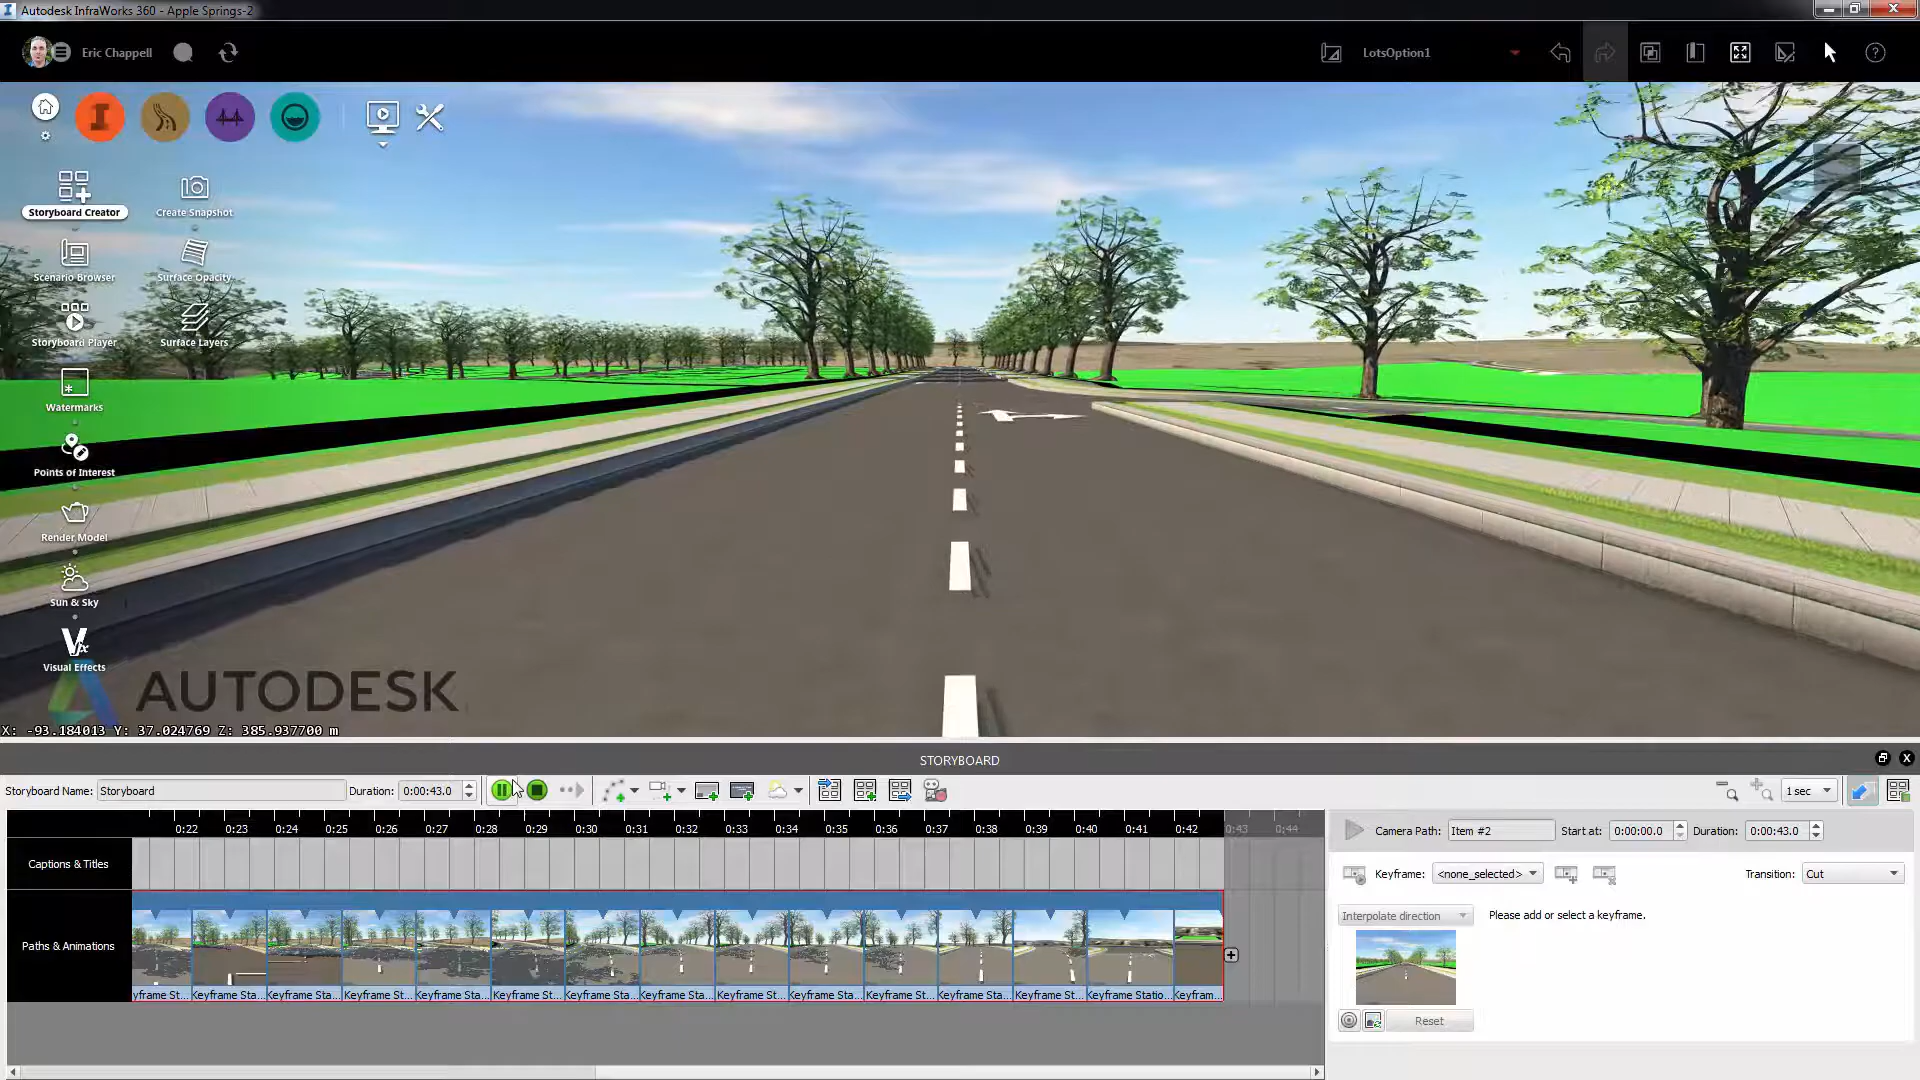 Autodesk InfraWorks 360 - Apple Springs-2
Eric Chappell
LotsOption1
Storyboard Creator
Create Snapshot
Scenario Browser
Surface Opacity
Storyboard Player
Surface Layers
Watermarks
Points of Interest
Render Model
Sun & Sky
Visual Effects
AUTODESK
X: -93.184013 Y: 37.024769 Z: 385.937700 m
STORYBOARD
Storyboard Name: Storyboard Duration: 0:00:43.0 1 sec
0:22 0:23 0:24 0:25 0:26 0:27 0:28 0:29 0:30 0:31 0:32 0:33 0:34 0:35 0:36 0:37 0:38 0:39 0:40 0:41 0:42 0:43 0:44
Captions & Titles
Paths & Animations
yframe St... Keyframe Sta... Keyframe Sta... Keyframe St... Keyframe Sta... Keyframe St... Keyframe Sta... Keyframe Sta... Keyframe St... Keyframe Sta... Keyframe St... Keyframe Sta... Keyframe St... Keyframe Statio... Keyfram...
Camera Path: Item #2 Start at: 0:00:00.0 Duration: 0:00:43.0
Keyframe: <none_selected> Transition: Cut
Interpolate direction Please add or select a keyframe.
Reset